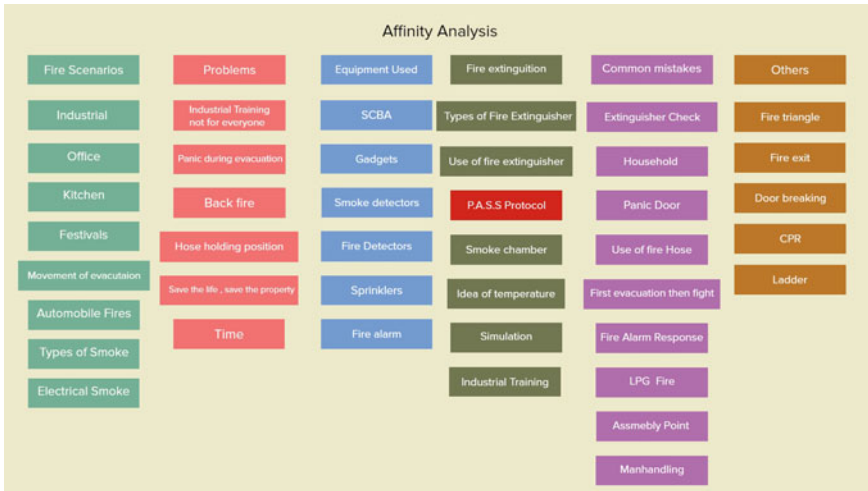 Affinity Analysis
Fire Scenarios
Industrial
Office
Kitchen
Festivals
Movement of evacutaion
Automobile Fires
Types of Smoke
Electrical Smoke
Problems
Industrial Training
not for everyone
Panic during evacuation
Back fire
Hose holding position
Save the life , save the property
Time
Equipment Used
SCBA
Gadgets
Smoke detectors
Fire Detectors
Sprinklers
Fire alarm
Fire extinguition
Types of Fire Extinguisher
Use of fire extinguisher
P.A.S.S Protocol
Smoke chamber
Idea of temperature
Simulation
Industrial Training
Common mistakes
Extinguisher Check
Household
Panic Door
Use of fire Hose
First evacuation then fight
Fire Alarm Response
LPG Fire
Assmebly Point
Manhandling
Others
Fire triangle
Fire exit
Door breaking
CPR
Ladder